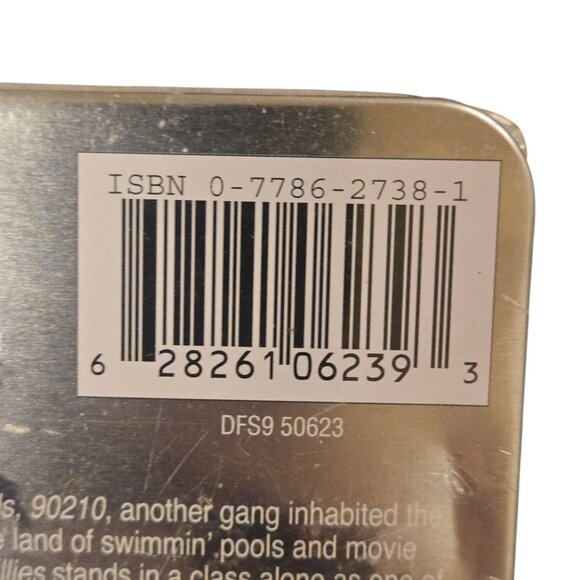 ISBN 0-7786-2738-1
6 28261 06239 3
DFS9 50623
90210, another gang inhabited the
land of swimmin' pools and movie
stands in a class alone as one of